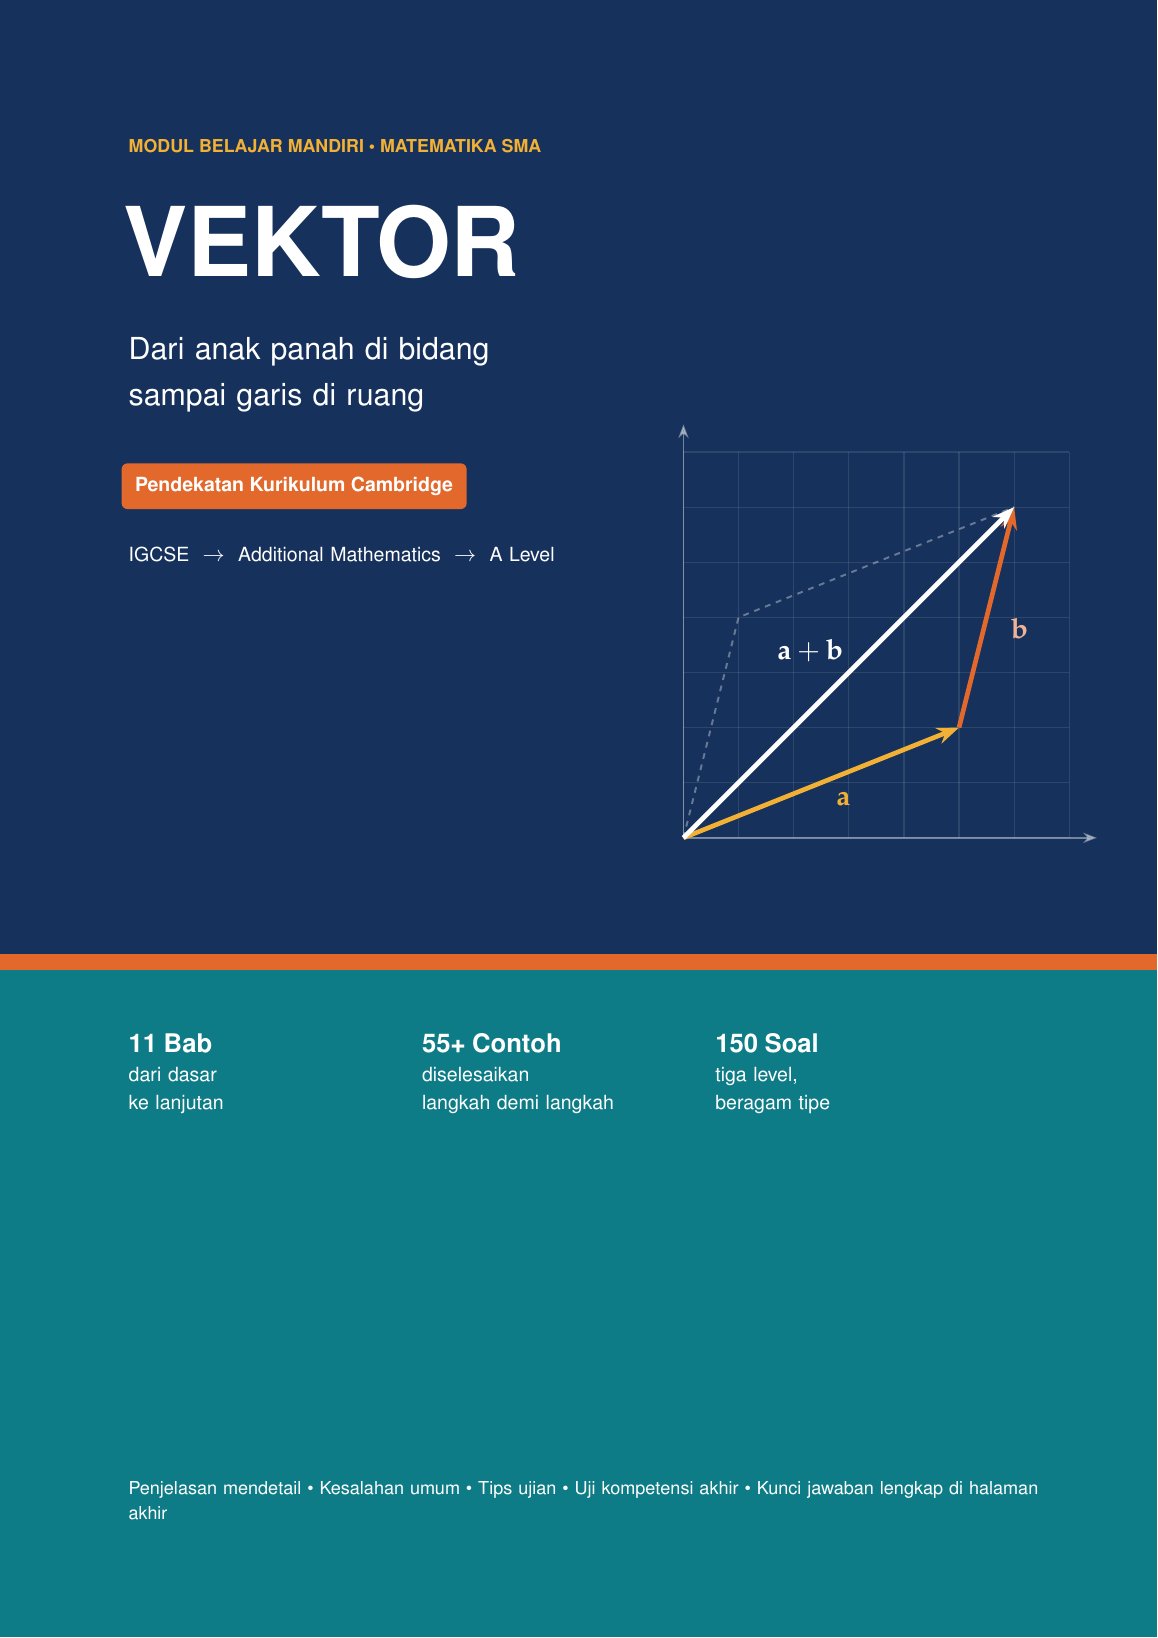 MODUL BELAJAR MANDIRI • MATEMATIKA SMA
VEKTOR
Dari anak panah di bidang
sampai garis di ruang
Pendekatan Kurikulum Cambridge
IGCSE → Additional Mathematics → A Level
a + b
b
a
11 Bab
dari dasar
ke lanjutan
55+ Contoh
diselesaikan
langkah demi langkah
150 Soal
tiga level,
beragam tipe
Penjelasan mendetail • Kesalahan umum • Tips ujian • Uji kompetensi akhir • Kunci jawaban lengkap di halaman
akhir